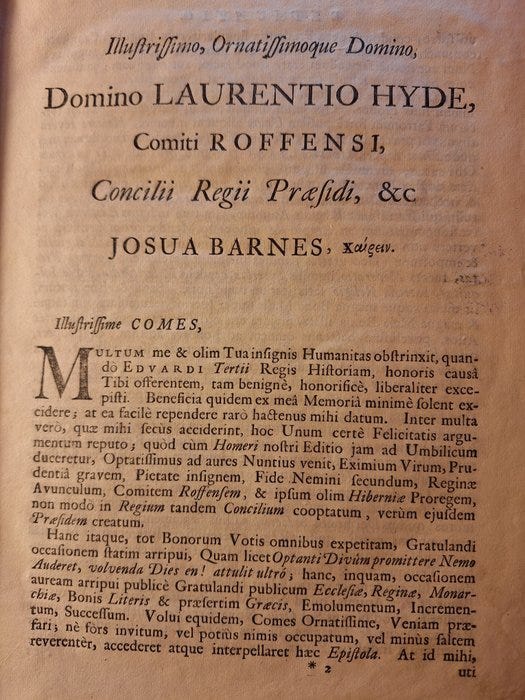 Illuſtriſſimo, Ornatiſſimoque Domino,
Domino LAURENTIO HYDE,
Comiti ROFFENSI,
Concilii Regii Præſidi, &c
JOSUA BARNES, χαίρειν.
Illuſtriſſime COMES,
MULTUM me & olim Tua inſignis Humanitas obſtrinxit, quan-
dò EDVARDI Tertii Regis Hiſtoriam, honoris causâ
Tibi offerentem, tam benignè, honorificè, liberaliter exce-
piſti. Beneficia quidem ex meâ Memoriâ minimè ſolent ex-
cidere; at ea facilè rependere rarò hactenus mihi datum. Inter multa
verò, quæ mihi ſecus acciderint, hoc Unum certè Felicitatis argu-
mentum reputo; quòd cùm Homeri noſtri Editio jam ad Umbilicum
duceretur, Optatiſſimus ad aures Nuntius venit, Eximium Virum, Pru-
dentiâ gravem, Pietate inſignem, Fide Nemini ſecundum, Reginæ
Avunculum, Comitem Roffenſem, & ipſum olim Hiberniæ Proregem,
non modò in Regium tandem Concilium cooptatum, verùm ejuſdem
Præſidem creatum.
Hanc itaque, tot Bonorum Votis omnibus expetitam, Gratulandi
occaſionem ſtatim arripui, Quam licet Optanti Divûm promittere Nemo
Auderet, volvenda Dies en! attulit ultrò; hanc, inquam, occaſionem
auream arripui publicè Gratulandi publicum Eccleſiæ, Reginæ, Monar-
chiæ, Bonis Literis & præſertim Græcis, Emolumentum, Incremen-
tum, Succeſſum. Volui equidem, Comes Ornatiſſime, Veniam præ-
fari; nè fors invitum, vel potiùs nimis occupatum, vel minùs ſaltem
reverentèr, accederet atque interpellaret hæc Epiſtola. At id mihi,
* 2 uti